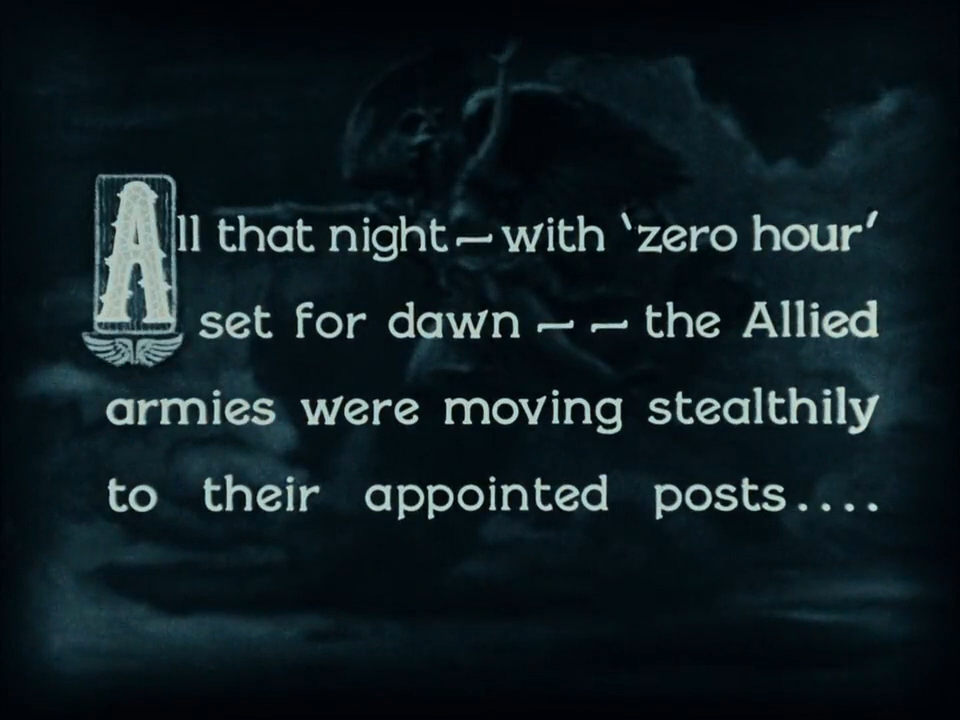 All that night — with ‘zero hour’
set for dawn — — the Allied
armies were moving stealthily
to their appointed posts....